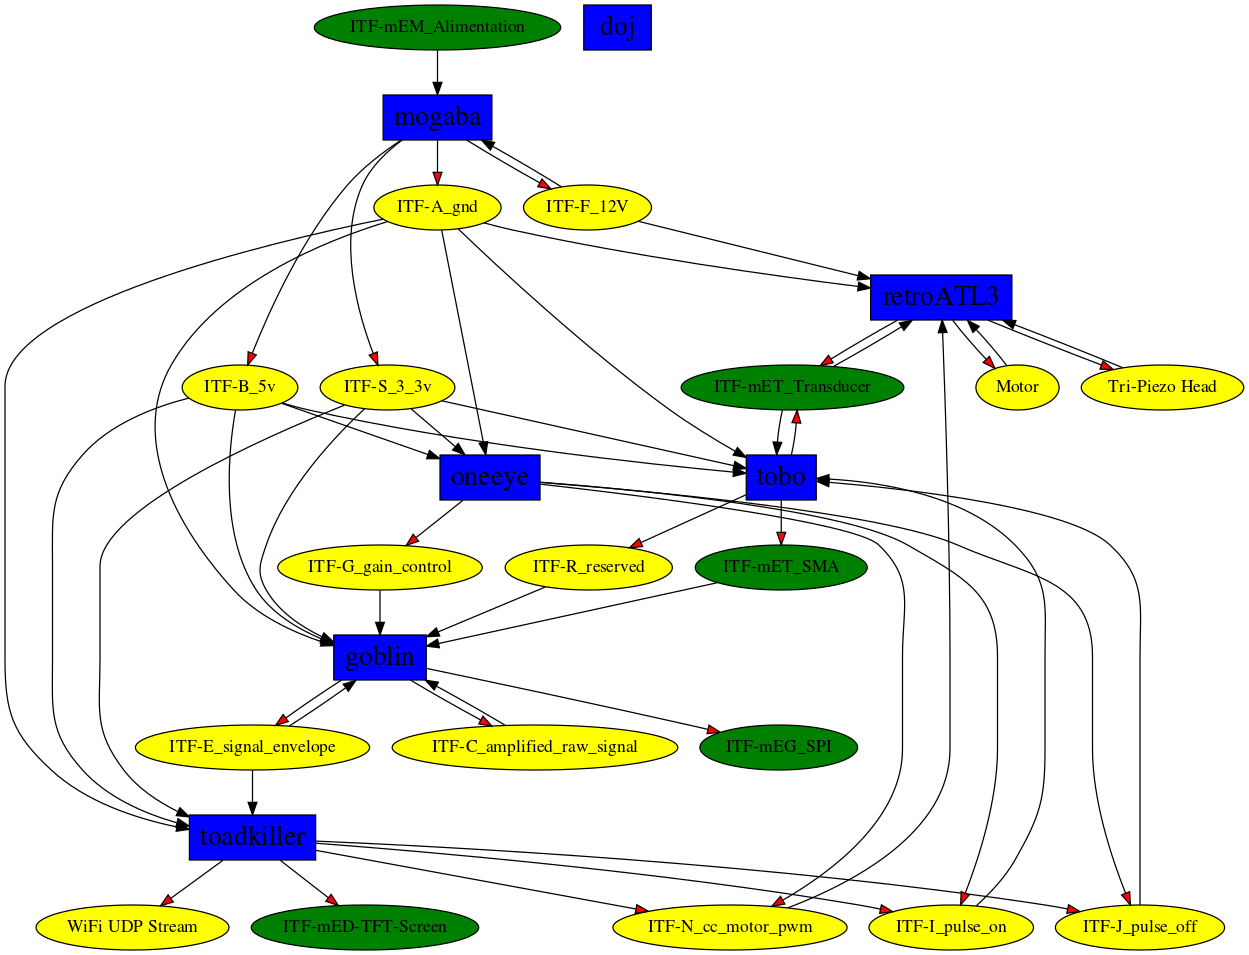 ITF-mEM_Alimentation
doj
mogaba
ITF-A_gnd
ITF-F_12V
retroATL3
ITF-B_5v
ITF-S_3_3v
ITF-mET_Transducer
Motor
Tri-Piezo Head
oneeye
tobo
ITF-G_gain_control
ITF-R_reserved
ITF-mET_SMA
goblin
ITF-E_signal_envelope
ITF-C_amplified_raw_signal
ITF-mEG_SPI
toadkiller
WiFi UDP Stream
ITF-mED-TFT-Screen
ITF-N_cc_motor_pwm
ITF-I_pulse_on
ITF-J_pulse_off